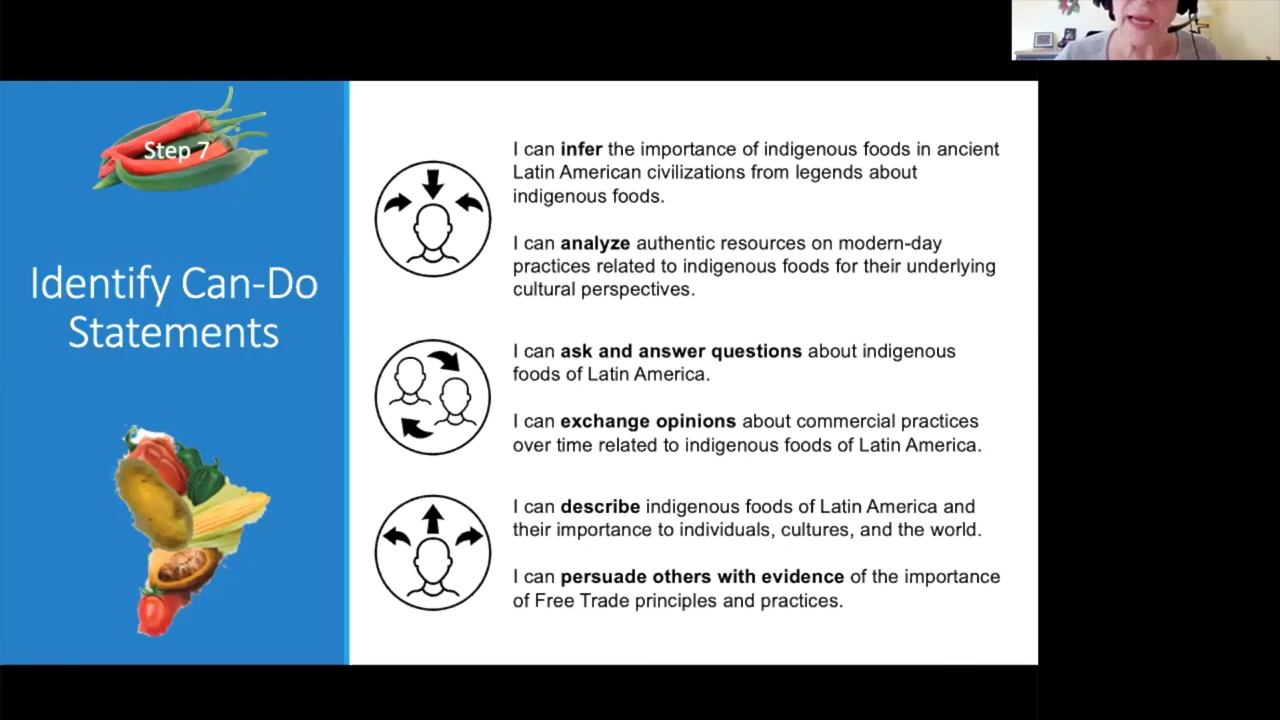 Step 7
Identify Can-Do
Statements
I can infer the importance of indigenous foods in ancient
Latin American civilizations from legends about
indigenous foods.
I can analyze authentic resources on modern-day
practices related to indigenous foods for their underlying
cultural perspectives.
I can ask and answer questions about indigenous
foods of Latin America.
I can exchange opinions about commercial practices
over time related to indigenous foods of Latin America.
I can describe indigenous foods of Latin America and
their importance to individuals, cultures, and the world.
I can persuade others with evidence of the importance
of Free Trade principles and practices.